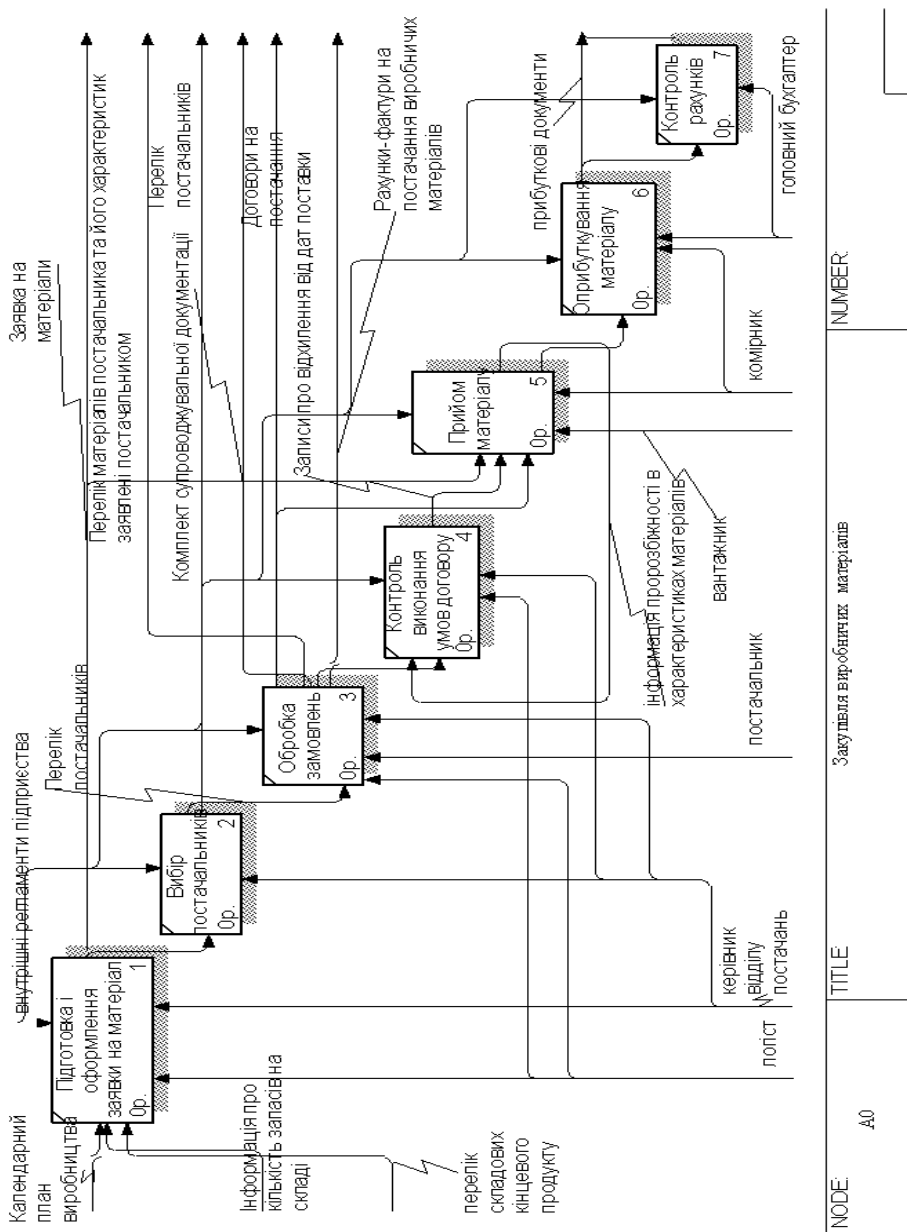 Календарний
план
виробництва
Інформація про
кількість запасів на
складі
перелік
складових
кінцевого
продукту
внутрішні регламенти підприєства
Підготовка і
оформлення
заявки на матеріал
0р.
1
Вибір
постачальників
0р.
2
Перелік
постачальників
Обробка
замовлень
0р.
3
Контроль
виконання
умов договору
0р.
4
Прийом
матеріалу
0р.
5
Оприбуткування
матеріалу
0р.
6
Контроль
рахунків
0р.
7
Заявка на
матеріали
Перелік матеріалів постачальника та його характеристик
заявлені постачальником
Перелік
постачальників
Комплект супроводжувальної документації
Договори на
постачання
Записи про відхилення від дат поставки
Рахунки-фактури на
постачання виробничих
матеріалів
прибуткові документи
інформація пророзбіжності в
характеристиках матеріалів
логіст
керівник
відділу
постачань
постачальник
вантажник
комірник
головний бухгалтер
NODE:
A0
TITLE:
Закупівля виробничих матеріалів
NUMBER: